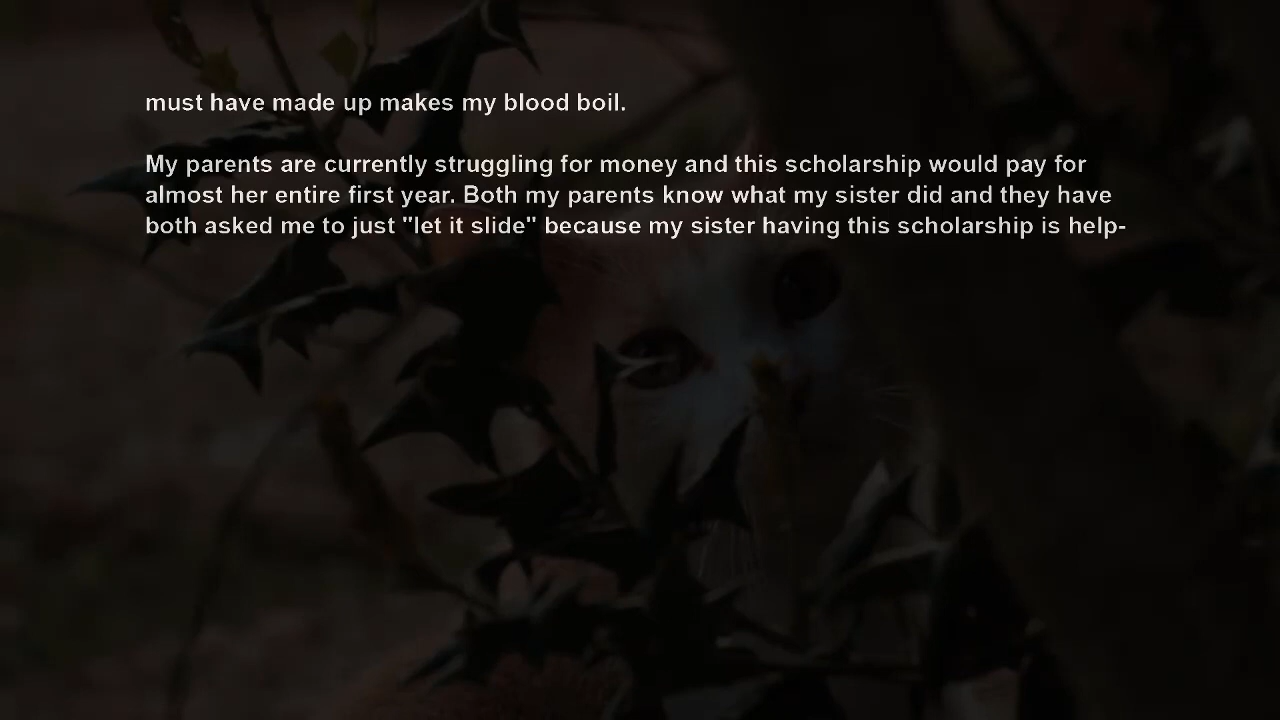 must have made up makes my blood boil.
My parents are currently struggling for money and this scholarship would pay for
almost her entire first year. Both my parents know what my sister did and they have
both asked me to just "let it slide" because my sister having this scholarship is help-